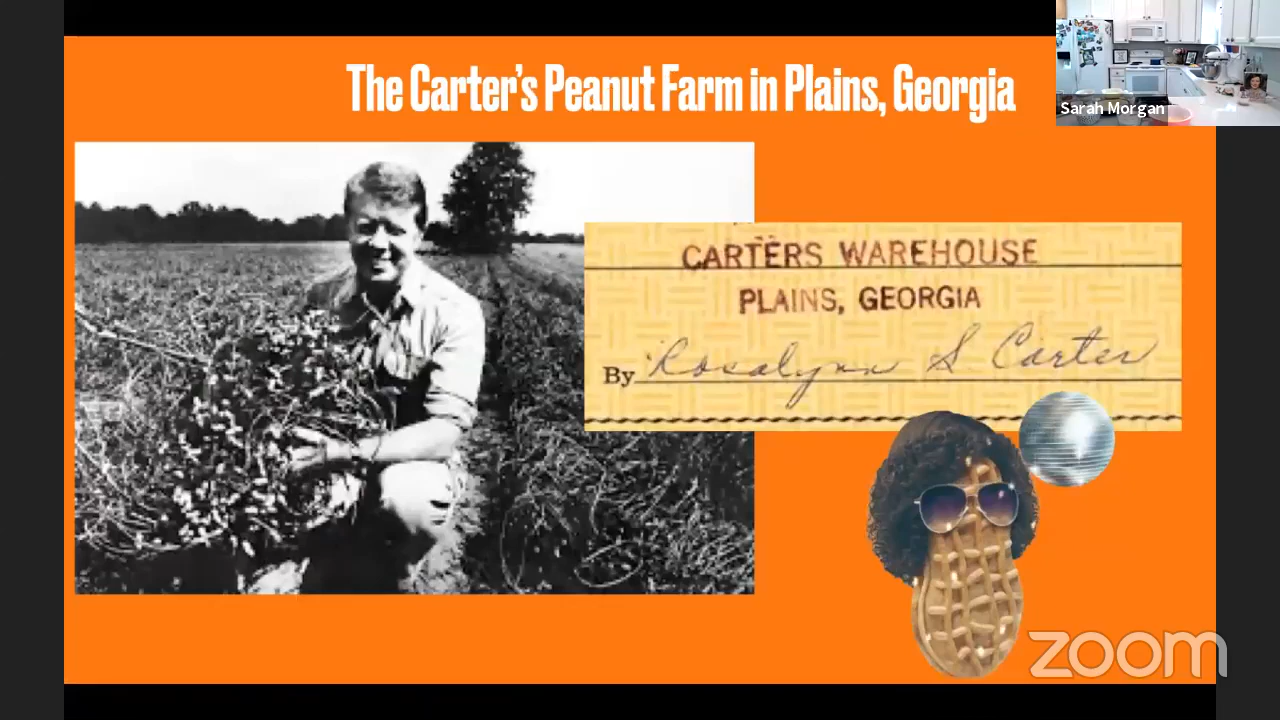 The Carter's Peanut Farm in Plains, Georgia
Sarah Morgan
CARTERS WAREHOUSE
PLAINS, GEORGIA
By Rosalynn S Carter
zoom